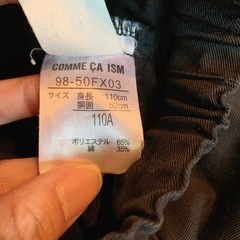 COMME ÇA ISM
98-50FX03
サイズ 身長 110cm
胴囲 52cm
110A
ポリエステル 65%
綿 35%